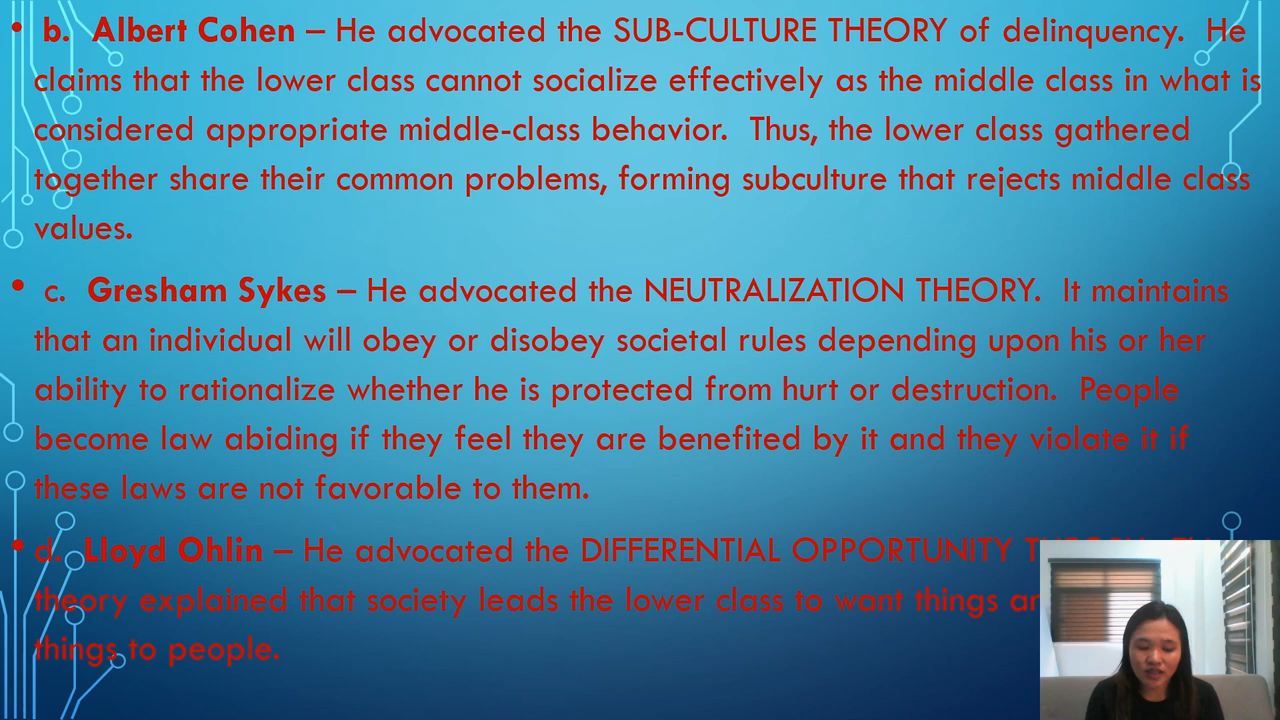 • b. Albert Cohen – He advocated the SUB-CULTURE THEORY of delinquency. He
claims that the lower class cannot socialize effectively as the middle class in what is
considered appropriate middle-class behavior. Thus, the lower class gathered
together share their common problems, forming subculture that rejects middle class
values.
• c. Gresham Sykes – He advocated the NEUTRALIZATION THEORY. It maintains
that an individual will obey or disobey societal rules depending upon his or her
ability to rationalize whether he is protected from hurt or destruction. People
become law abiding if they feel they are benefited by it and they violate it if
these laws are not favorable to them.
• d. Lloyd Ohlin – He advocated the DIFFERENTIAL OPPORTUNITY
theory explained that society leads the lower class to want things
things to people.